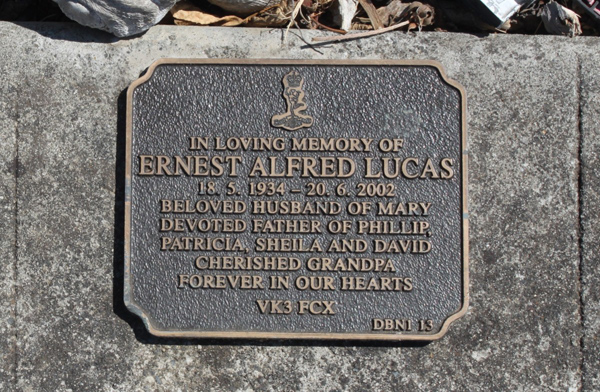 IN LOVING MEMORY OF
ERNEST ALFRED LUCAS
18. 5. 1934 – 20. 6. 2002
BELOVED HUSBAND OF MARY
DEVOTED FATHER OF PHILLIP,
PATRICIA, SHEILA AND DAVID
CHERISHED GRANDPA
FOREVER IN OUR HEARTS
VK3 FCX
DBN1 13